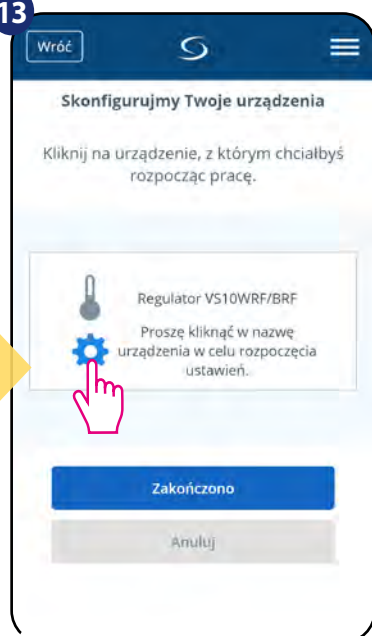 13
Wróć
Skonfigurujmy Twoje urządzenia
Kliknij na urządzenie, z którym chciałbyś
rozpocząc pracę.
Regulator VS10WRF/BRF
Proszę kliknąć w nazwę
urządzenia w celu rozpoczęcia
ustawień.
Zakończono
Anuluj